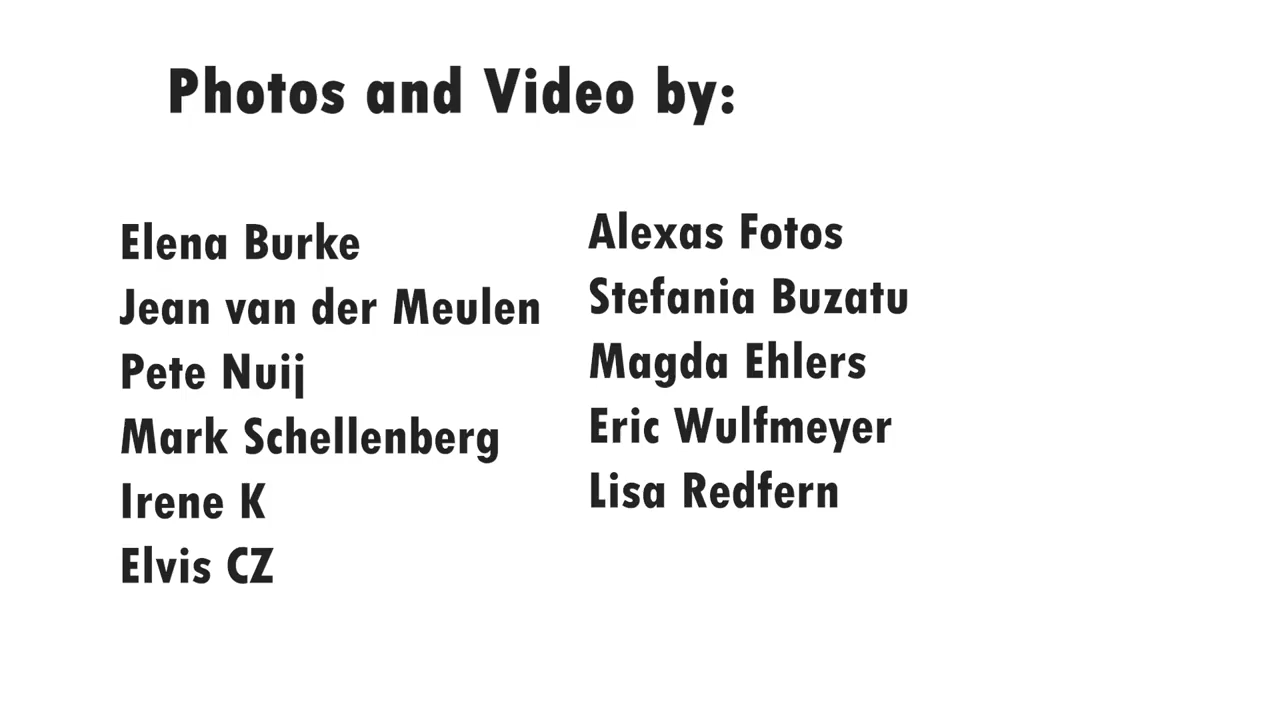 Photos and Video by:
Elena Burke
Jean van der Meulen
Pete Nuij
Mark Schellenberg
Irene K
Elvis CZ
Alexas Fotos
Stefania Buzatu
Magda Ehlers
Eric Wulfmeyer
Lisa Redfern